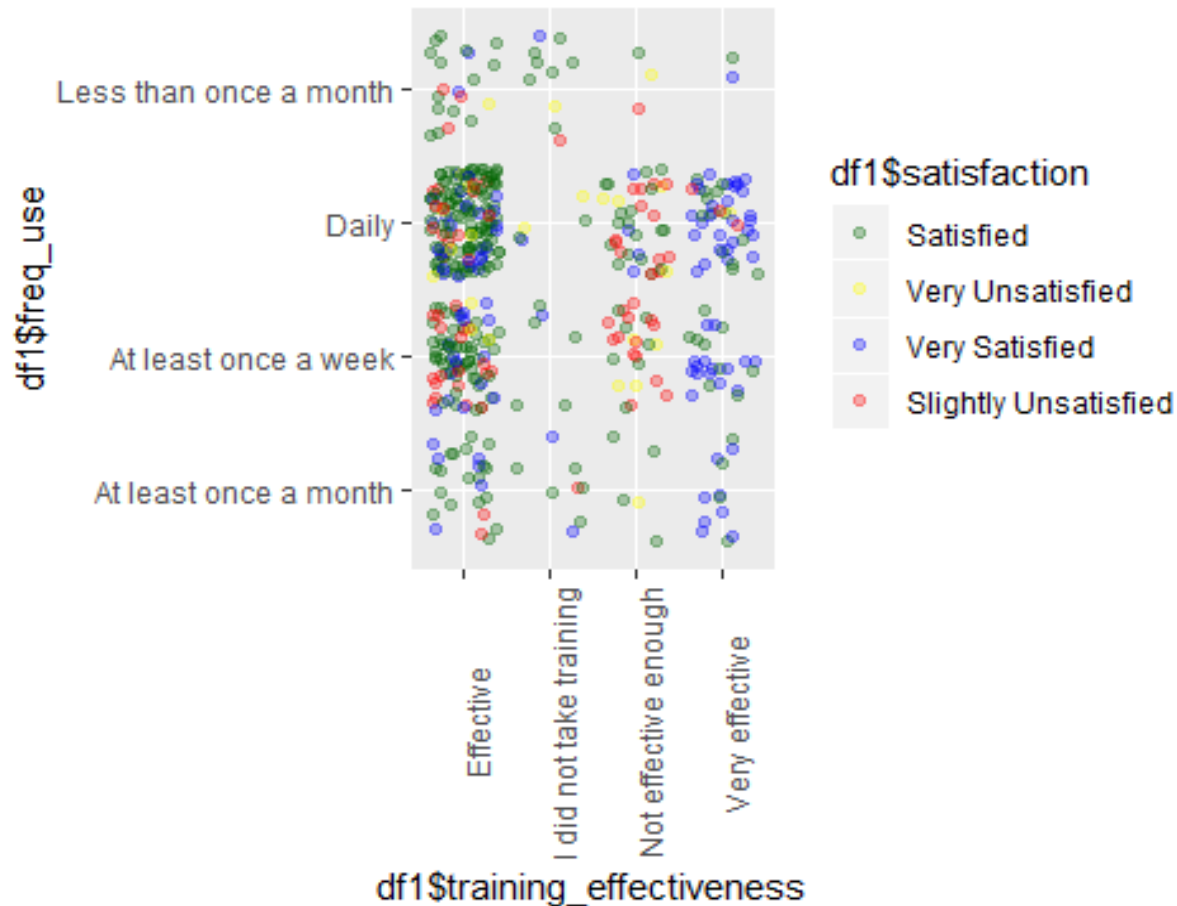 df1$freq_use
Less than once a month
Daily
At least once a week
At least once a month
Effective
I did not take training
Not effective enough
Very effective
df1$training_effectiveness
df1$satisfaction
Satisfied
Very Unsatisfied
Very Satisfied
Slightly Unsatisfied